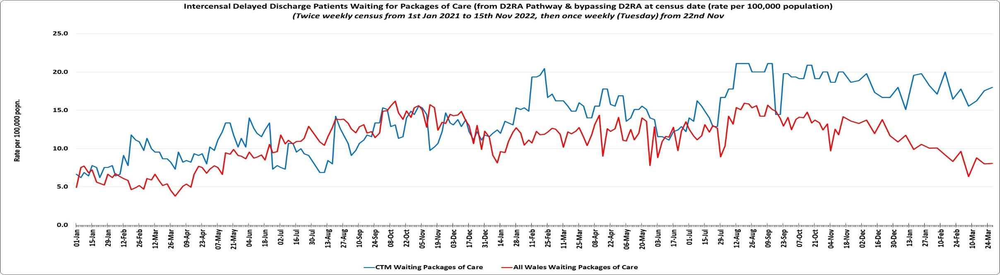 Intercensal Delayed Discharge Patients Waiting for Packages of Care (from D2RA Pathway & bypassing D2RA at census date (rate per 100,000 population)
(Twice weekly census from 1st Jan 2021 to 15th Nov 2022, then once weekly (Tuesday) from 22nd Nov
25.0
20.0
15.0
10.0
5.0
0.0
Rate per 100,000 popn.
01-Jan 15-Jan 29-Jan 12-Feb 26-Feb 12-Mar 26-Mar 09-Apr 23-Apr 07-May 21-May 04-Jun 18-Jun 02-Jul 16-Jul 30-Jul 13-Aug 27-Aug 10-Sep 24-Sep 08-Oct 22-Oct 05-Nov 19-Nov 03-Dec 17-Dec 31-Dec 14-Jan 28-Jan 11-Feb 25-Feb 11-Mar 25-Mar 08-Apr 22-Apr 06-May 20-May 03-Jun 17-Jun 01-Jul 15-Jul 29-Jul 12-Aug 26-Aug 09-Sep 23-Sep 07-Oct 21-Oct 04-Nov 18-Nov 02-Dec 16-Dec 30-Dec 13-Jan 27-Jan 10-Feb 24-Feb 10-Mar 24-Mar
CTM Waiting Packages of Care All Wales Waiting Packages of Care